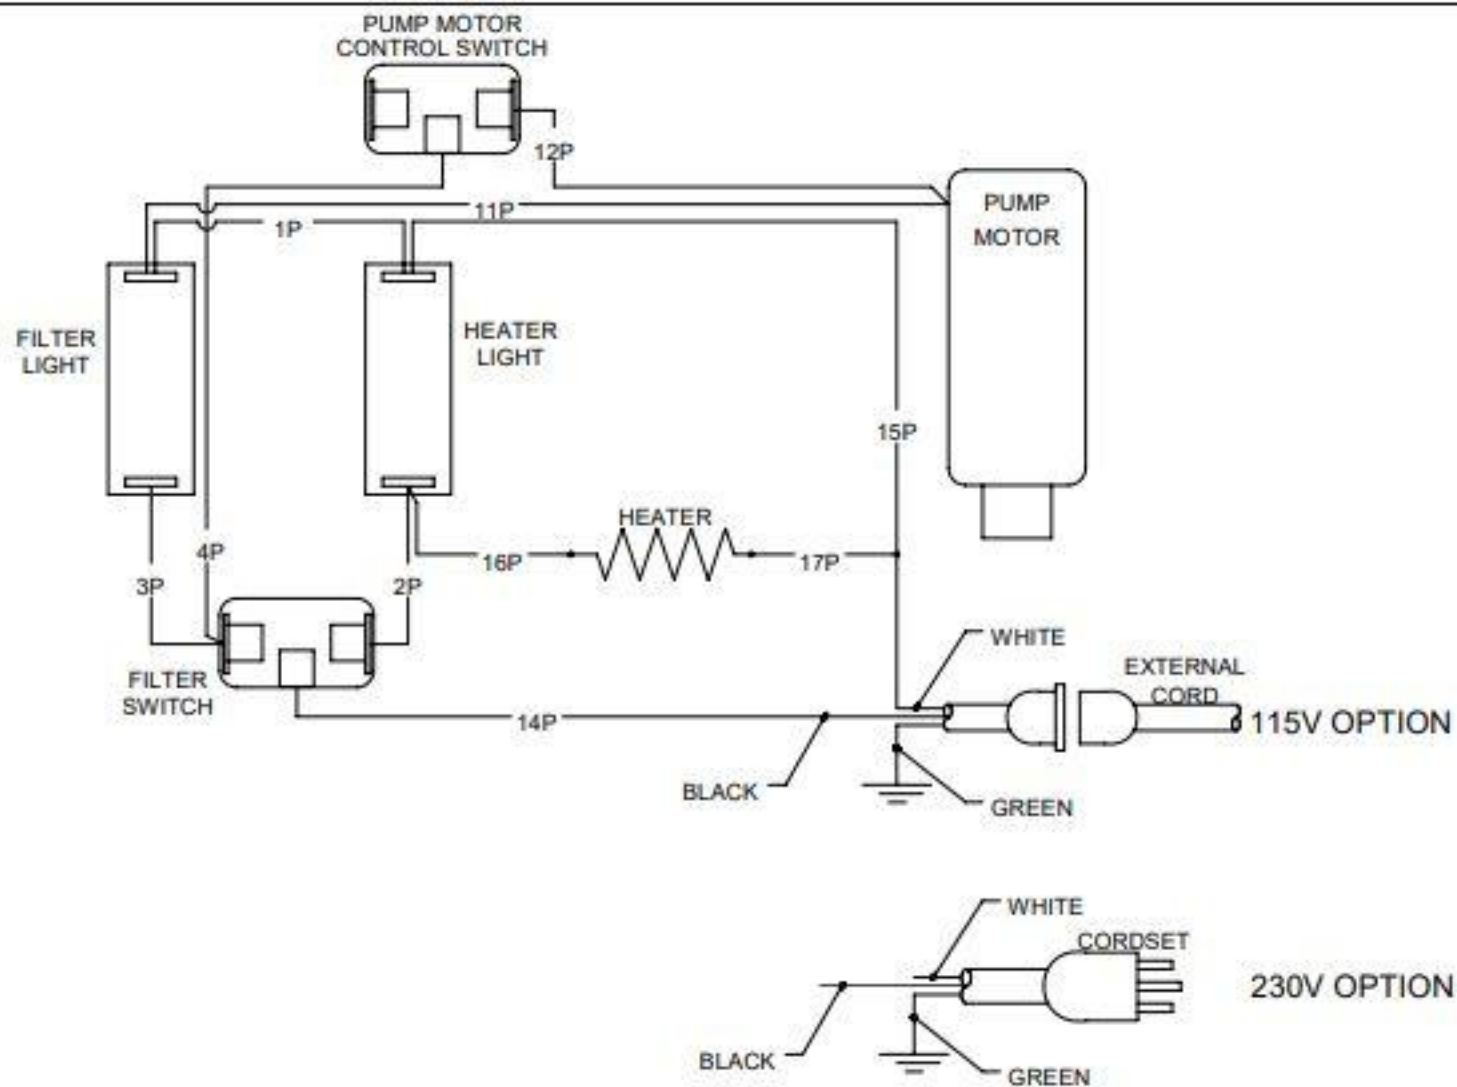 PUMP MOTOR
CONTROL SWITCH
12P
11P
1P
PUMP
MOTOR
FILTER
LIGHT
HEATER
LIGHT
15P
HEATER
4P
16P
17P
3P
2P
WHITE
EXTERNAL
CORD
FILTER
SWITCH
14P
115V OPTION
BLACK
GREEN
WHITE
CORDSET
230V OPTION
BLACK
GREEN